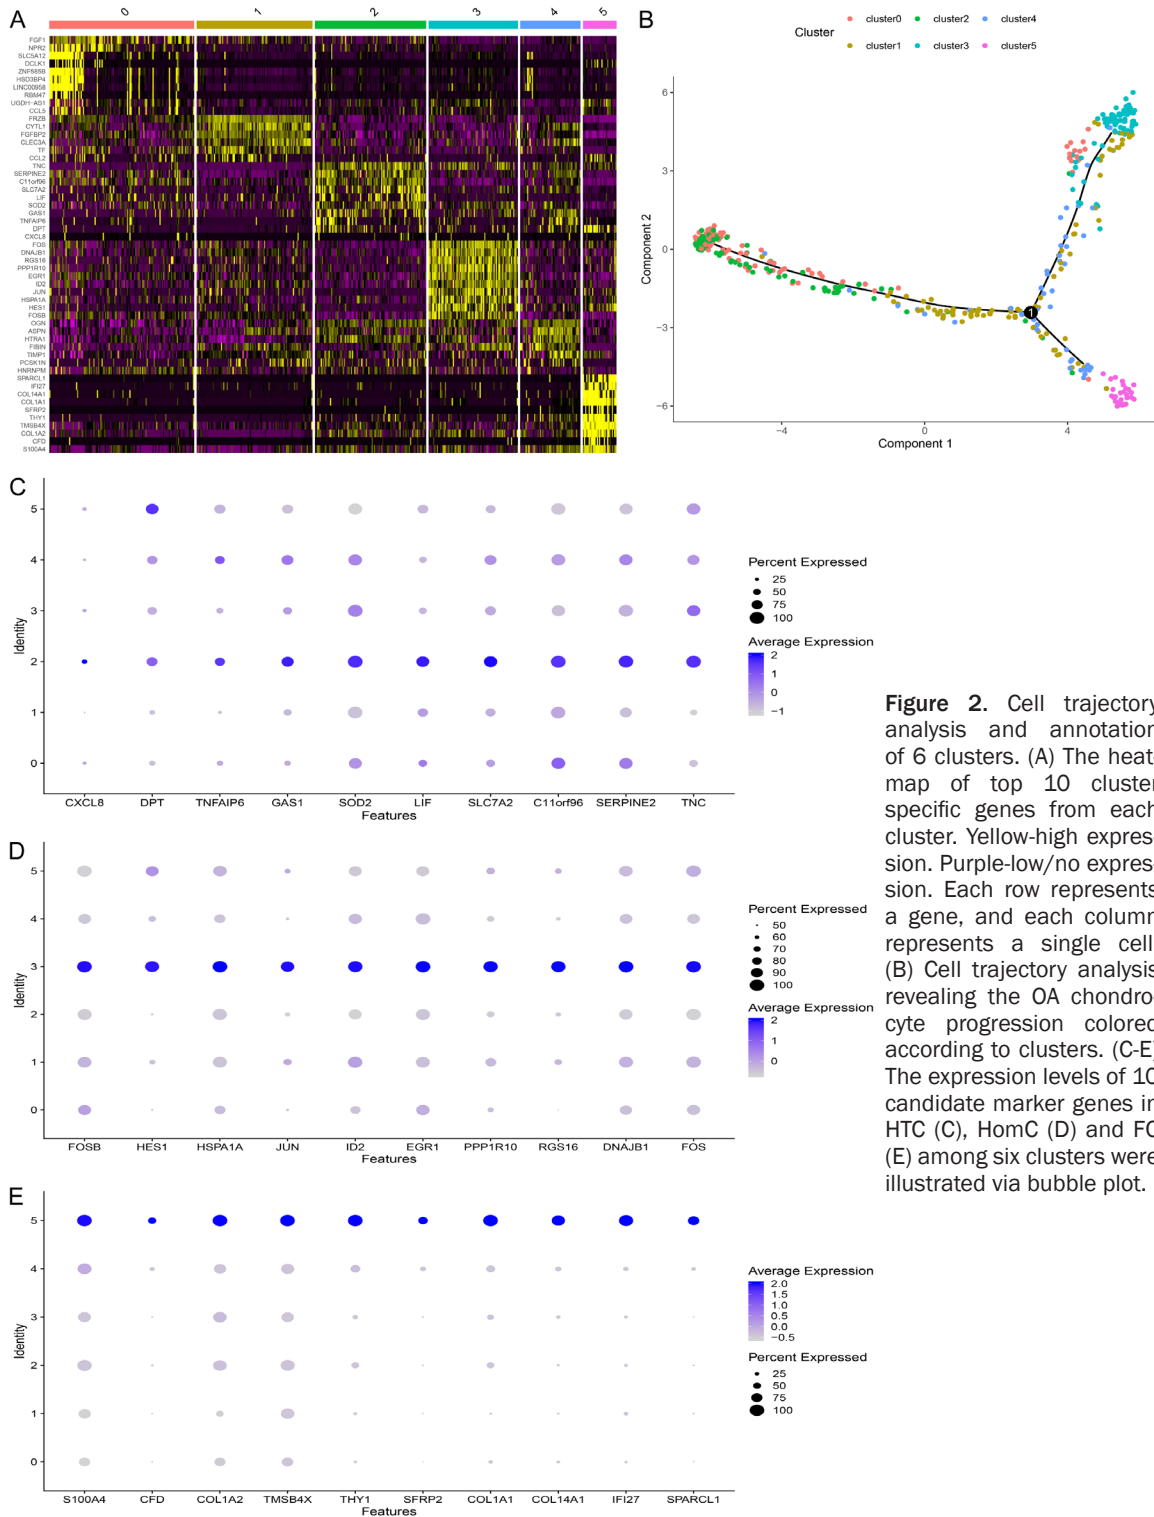 A
0 1 2 3 4 5
FGF1
NPR2
SLC5A12
DCLK1
ZNF585B
HSD3BP4
LINC00958
RBM47
UGDH-AS1
CCL5
FRZB
CYTL1
FGFBP2
CLEC3A
TF
CCL2
TNC
SERPINE2
C11orf96
SLC7A2
LIF
SOD2
GAS1
TNFAIP6
DPT
CXCL8
FOS
DNAJB1
RGS16
PPP1R10
EGR1
ID2
JUN
HSPA1A
HES1
FOSB
OGN
ASPN
HTRA1
FIBIN
TIMP1
PCSK1N
HNRNPM
SPARCL1
IFI27
COL14A1
COL1A1
SFRP2
THY1
TMSB4X
COL1A2
CFD
S100A4
B
Cluster
cluster0 cluster2 cluster4
cluster1 cluster3 cluster5
Component 2
6
3
0
−3
−6
1
−4 0 4
Component 1
C
Identity
5
4
3
2
1
0
CXCL8 DPT TNFAIP6 GAS1 SOD2 LIF SLC7A2 C11orf96 SERPINE2 TNC
Features
Percent Expressed
25
50
75
100
Average Expression
2
1
0
−1
D
Identity
5
4
3
2
1
0
FOSB HES1 HSPA1A JUN ID2 EGR1 PPP1R10 RGS16 DNAJB1 FOS
Features
Percent Expressed
50
60
70
80
90
100
Average Expression
2
1
0
E
Identity
5
4
3
2
1
0
S100A4 CFD COL1A2 TMSB4X THY1 SFRP2 COL1A1 COL14A1 IFI27 SPARCL1
Features
Average Expression
2.0
1.5
1.0
0.5
0.0
−0.5
Percent Expressed
25
50
75
100
Figure 2. Cell trajectory
analysis and annotation
of 6 clusters. (A) The heat-
map of top 10 cluster
specific genes from each
cluster. Yellow-high expres-
sion. Purple-low/no expres-
sion. Each row represents
a gene, and each column
represents a single cell.
(B) Cell trajectory analysis
revealing the OA chondro-
cyte progression colored
according to clusters. (C-E)
The expression levels of 10
candidate marker genes in
HTC (C), HomC (D) and FC
(E) among six clusters were
illustrated via bubble plot.